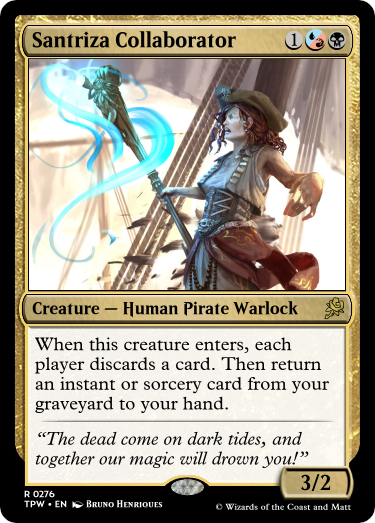 Santriza Collaborator 1
Creature — Human Pirate Warlock
When this creature enters, each
player discards a card. Then return
an instant or sorcery card from your
graveyard to your hand.
“The dead come on dark tides, and
together our magic will drown you!”
3/2
R 0276
TPW • EN Bruno Henriques
© Wizards of the Coast and Matt